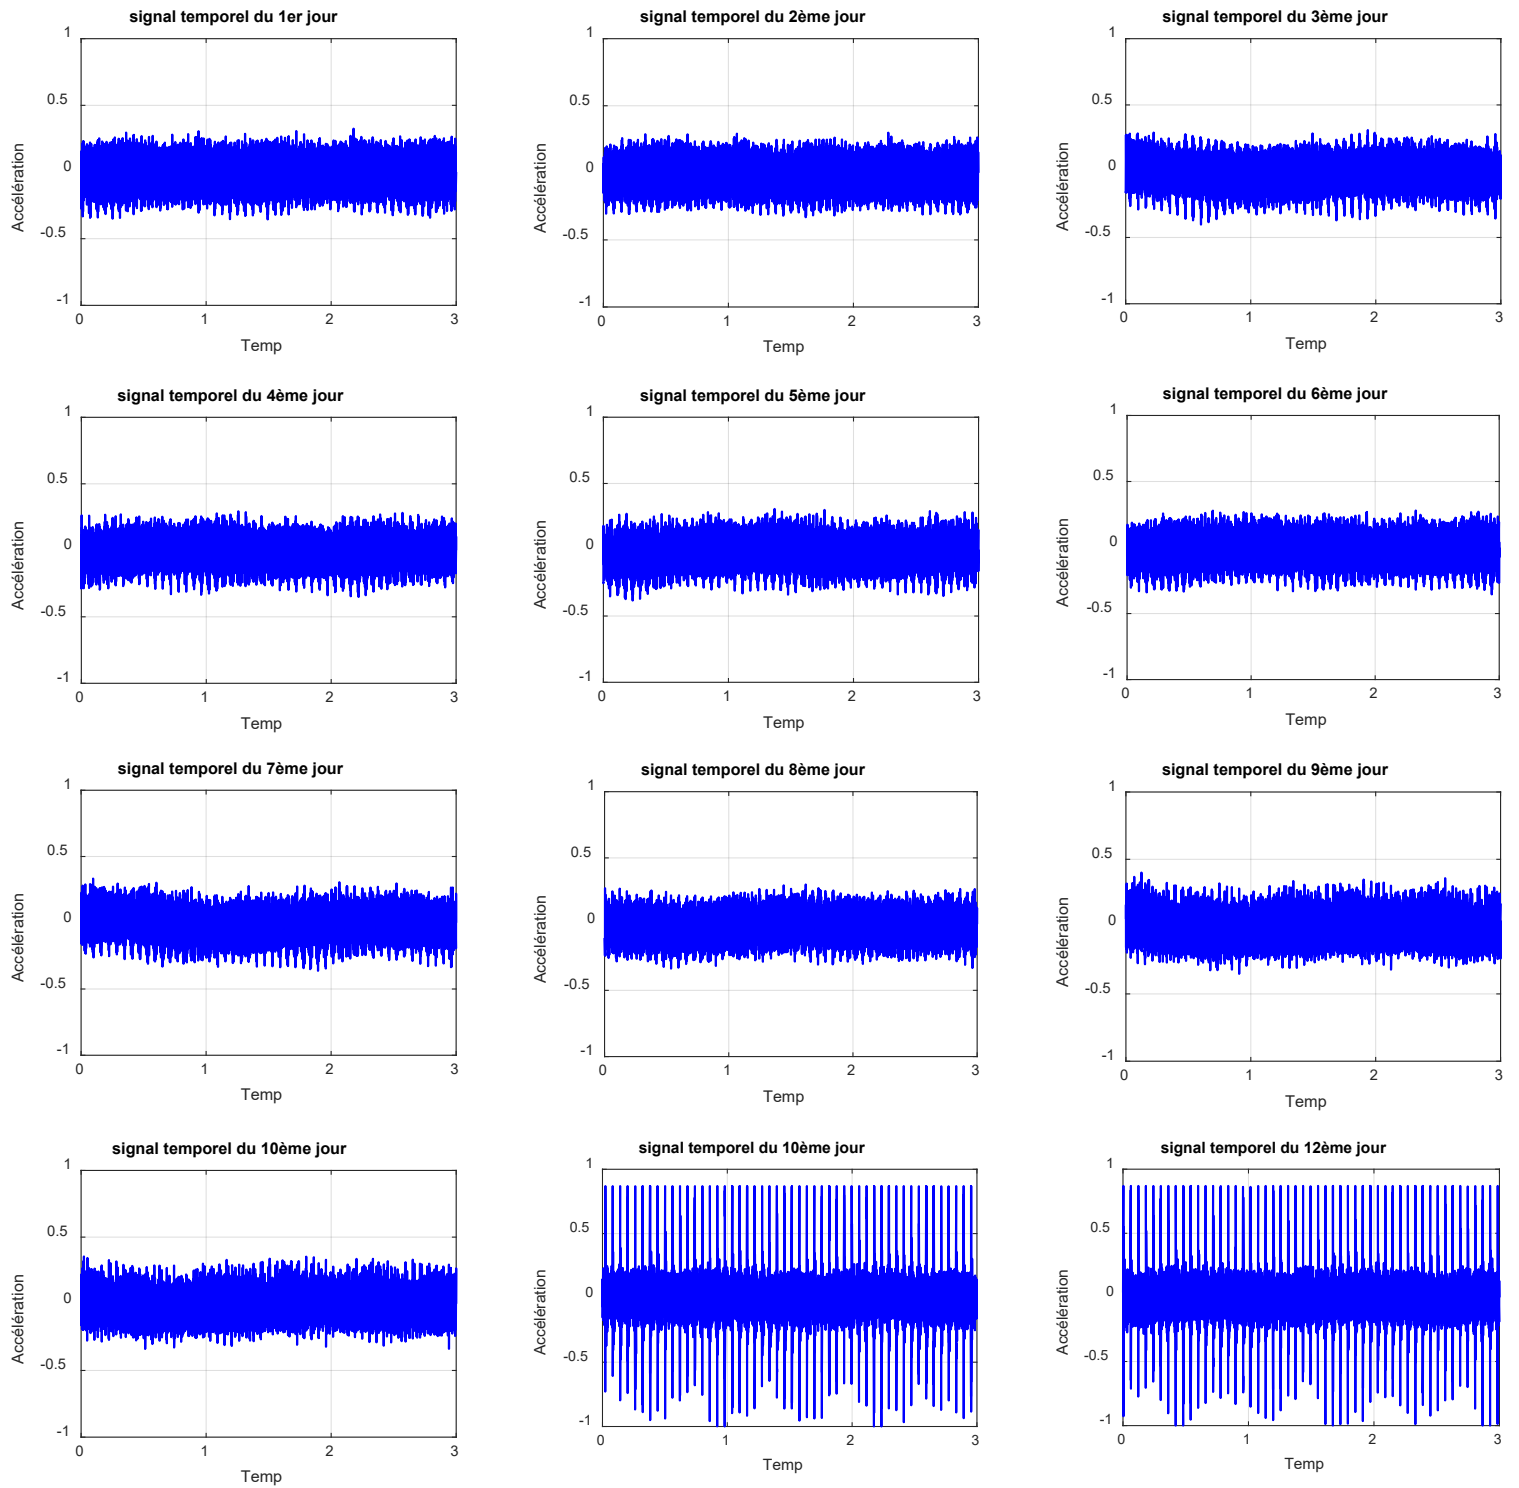 signal temporel du 1er jour
1
0.5
0
-0.5
-1
Accélération
0 1 2 3
Temp
signal temporel du 2ème jour
1
0.5
0
-0.5
-1
Accélération
0 1 2 3
Temp
signal temporel du 3ème jour
1
0.5
0
-0.5
-1
Accélération
0 1 2 3
Temp
signal temporel du 4ème jour
1
0.5
0
-0.5
-1
Accélération
0 1 2 3
Temp
signal temporel du 5ème jour
1
0.5
0
-0.5
-1
Accélération
0 1 2 3
Temp
signal temporel du 6ème jour
1
0.5
0
-0.5
-1
Accélération
0 1 2 3
Temp
signal temporel du 7ème jour
1
0.5
0
-0.5
-1
Accélération
0 1 2 3
Temp
signal temporel du 8ème jour
1
0.5
0
-0.5
-1
Accélération
0 1 2 3
Temp
signal temporel du 9ème jour
1
0.5
0
-0.5
-1
Accélération
0 1 2 3
Temp
signal temporel du 10ème jour
1
0.5
0
-0.5
-1
Accélération
0 1 2 3
Temp
signal temporel du 10ème jour
1
0.5
0
-0.5
-1
Accélération
0 1 2 3
Temp
signal temporel du 12ème jour
1
0.5
0
-0.5
-1
Accélération
0 1 2 3
Temp